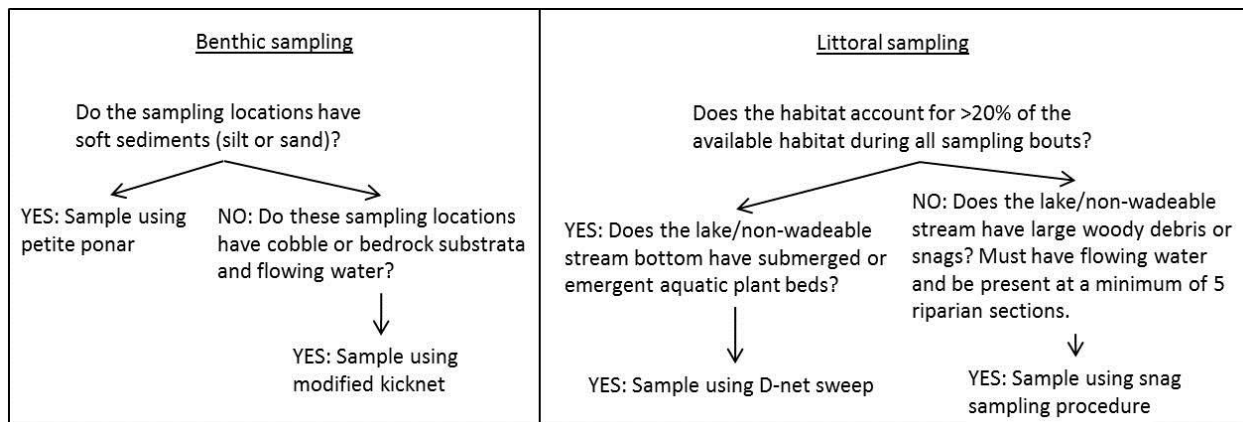 Benthic sampling
Do the sampling locations have
soft sediments (silt or sand)?
YES: Sample using
petite ponar
NO: Do these sampling locations
have cobble or bedrock substrata
and flowing water?
YES: Sample using
modified kicknet
Littoral sampling
Does the habitat account for >20% of the
available habitat during all sampling bouts?
YES: Does the lake/non-wadeable
stream bottom have submerged or
emergent aquatic plant beds?
YES: Sample using D-net sweep
NO: Does the lake/non-wadeable
stream have large woody debris or
snags? Must have flowing water
and be present at a minimum of 5
riparian sections.
YES: Sample using snag
sampling procedure